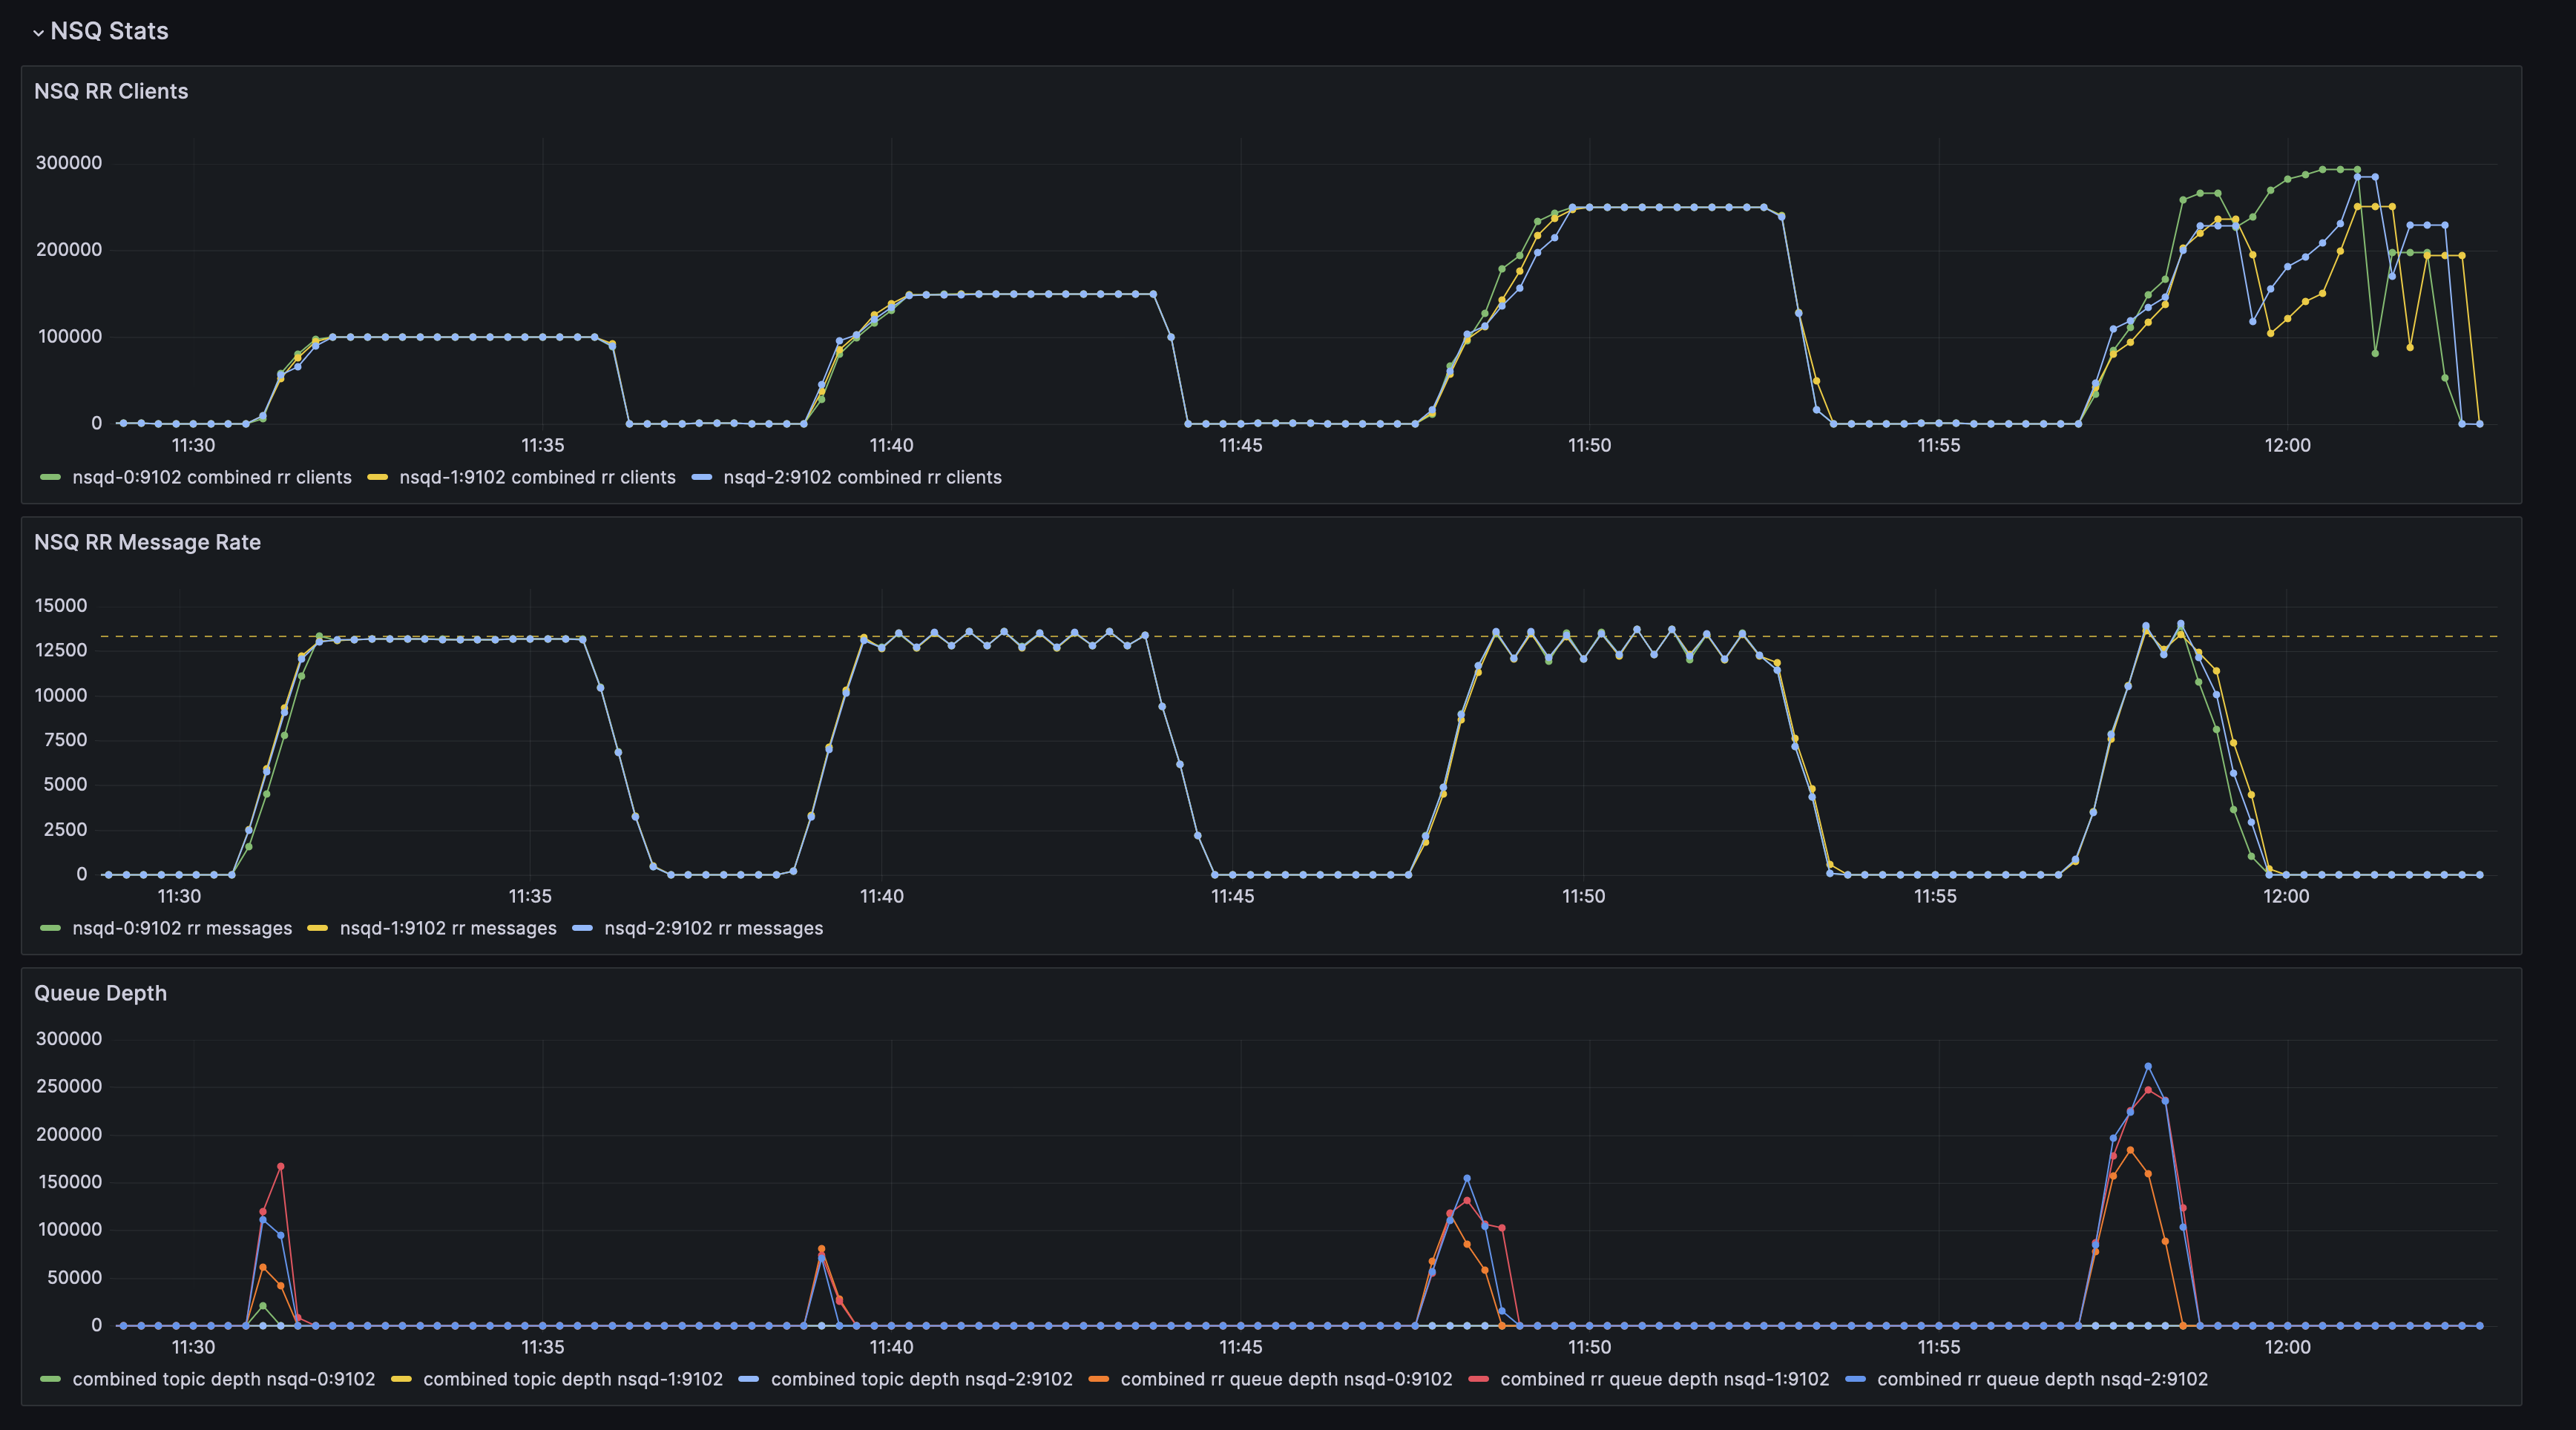 NSQ Stats
NSQ RR Clients
300000
200000
100000
0
11:30 11:35 11:40 11:45 11:50 11:55 12:00
nsqd-0:9102 combined rr clients nsqd-1:9102 combined rr clients nsqd-2:9102 combined rr clients
NSQ RR Message Rate
15000
12500
10000
7500
5000
2500
0
11:30 11:35 11:40 11:45 11:50 11:55 12:00
nsqd-0:9102 rr messages nsqd-1:9102 rr messages nsqd-2:9102 rr messages
Queue Depth
300000
250000
200000
150000
100000
50000
0
11:30 11:35 11:40 11:45 11:50 11:55 12:00
combined topic depth nsqd-0:9102 combined topic depth nsqd-1:9102 combined topic depth nsqd-2:9102 combined rr queue depth nsqd-0:9102 combined rr queue depth nsqd-1:9102 combined rr queue depth nsqd-2:9102